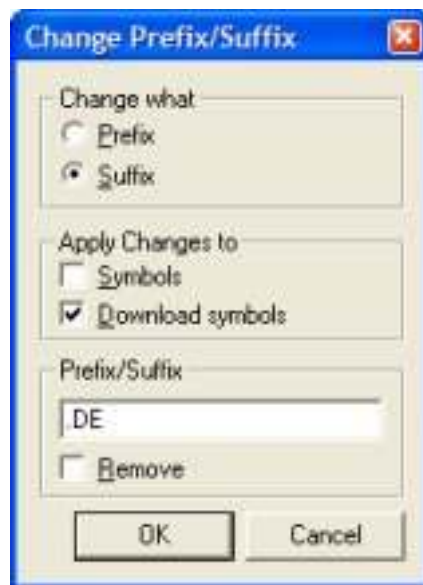 Change Prefix/Suffix
Change what
Prefix
Suffix
Apply Changes to
Symbols
Download symbols
Prefix/Suffix
.DE
Remove
OK
Cancel